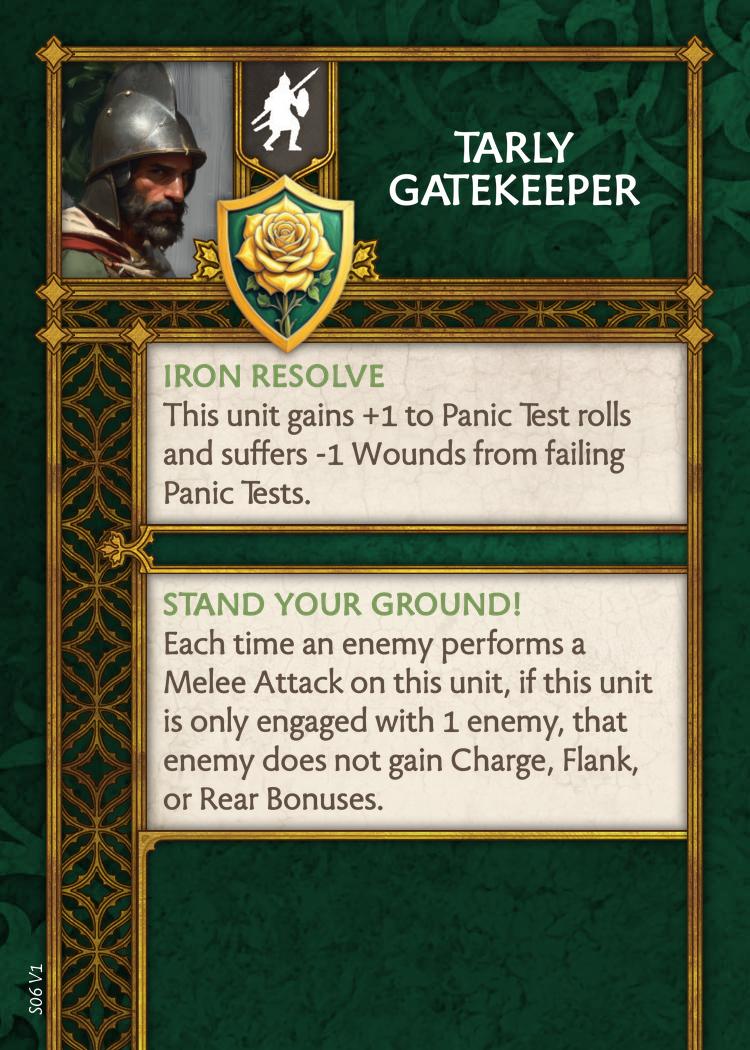 TARLY
GATEKEEPER
IRON RESOLVE
This unit gains +1 to Panic Test rolls
and suffers -1 Wounds from failing
Panic Tests.
STAND YOUR GROUND!
Each time an enemy performs a
Melee Attack on this unit, if this unit
is only engaged with 1 enemy, that
enemy does not gain Charge, Flank,
or Rear Bonuses.
S06 V1